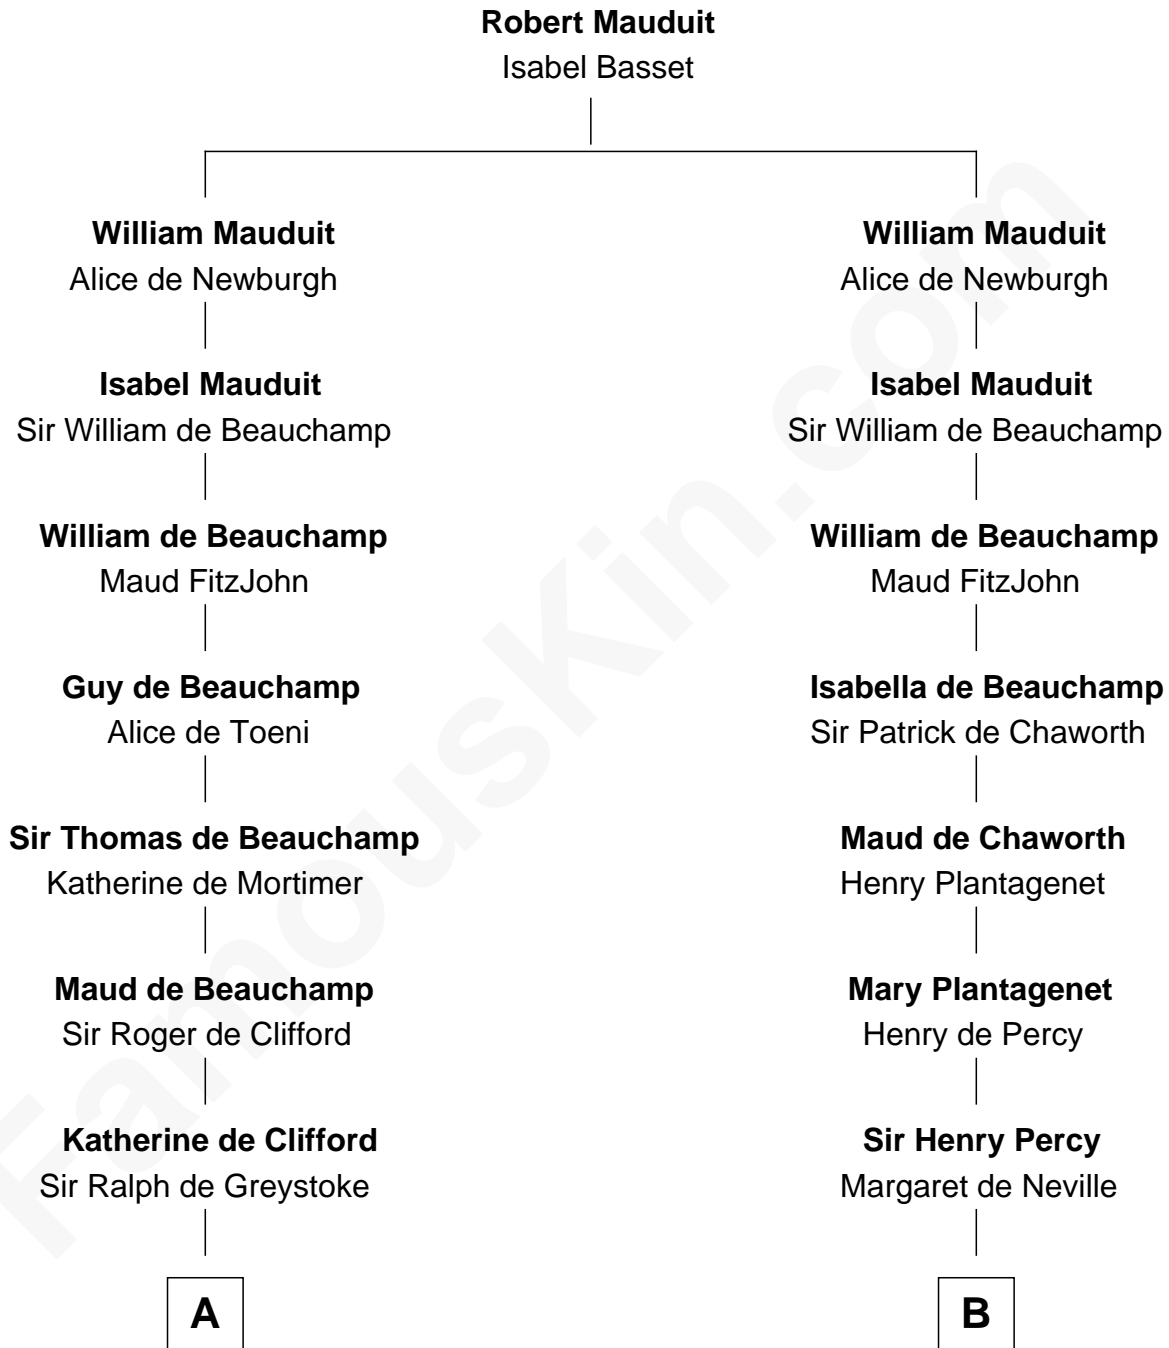 Robert Mauduit
Isabel Basset
William Mauduit
Alice de Newburgh
William Mauduit
Alice de Newburgh
Isabel Mauduit
Sir William de Beauchamp
Isabel Mauduit
Sir William de Beauchamp
William de Beauchamp
Maud FitzJohn
William de Beauchamp
Maud FitzJohn
Guy de Beauchamp
Alice de Toeni
Isabella de Beauchamp
Sir Patrick de Chaworth
Sir Thomas de Beauchamp
Katherine de Mortimer
Maud de Chaworth
Henry Plantagenet
Maud de Beauchamp
Sir Roger de Clifford
Mary Plantagenet
Henry de Percy
Katherine de Clifford
Sir Ralph de Greystoke
Sir Henry Percy
Margaret de Neville
A
B
FamousKin.com